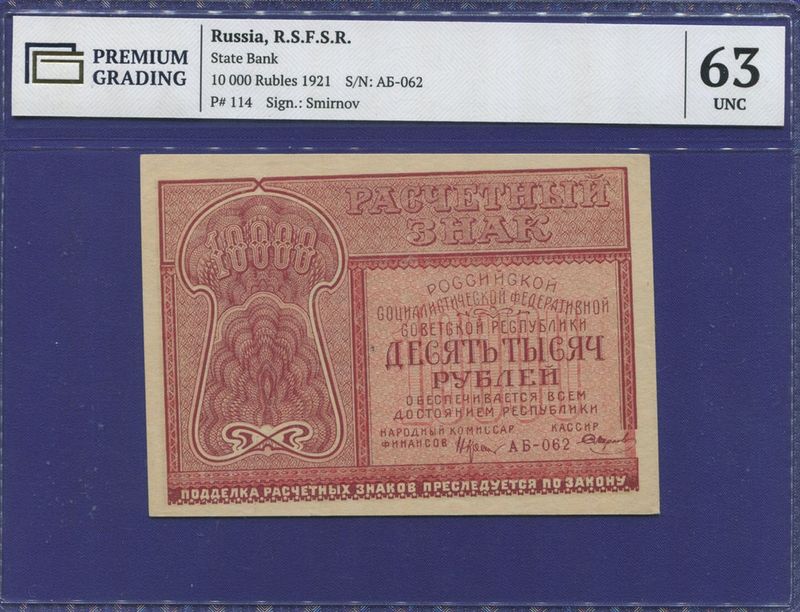 PREMIUM
GRADING
Russia, R.S.F.S.R.
State Bank
10 000 Rubles 1921 S/N: АБ-062
P# 114 Sign.: Smirnov
63
UNC
РАСЧЕТНЫЙ
ЗНАК
10000
РОССИЙСКОЙ
СОЦИАЛИСТИЧЕСКОЙ ФЕДЕРАТИВНОЙ
СОВЕТСКОЙ РЕСПУБЛИКИ
ДЕСЯТЬ ТЫСЯЧ
РУБЛЕЙ
ОБЕСПЕЧИВАЕТСЯ ВСЕМ
ДОСТОЯНИЕМ РЕСПУБЛИКИ
НАРОДНЫЙ КОМИССАР КАССИР
ФИНАНСОВ АБ-062
ПОДДЕЛКА РАСЧЕТНЫХ ЗНАКОВ ПРЕСЛЕДУЕТСЯ ПО ЗАКОНУ